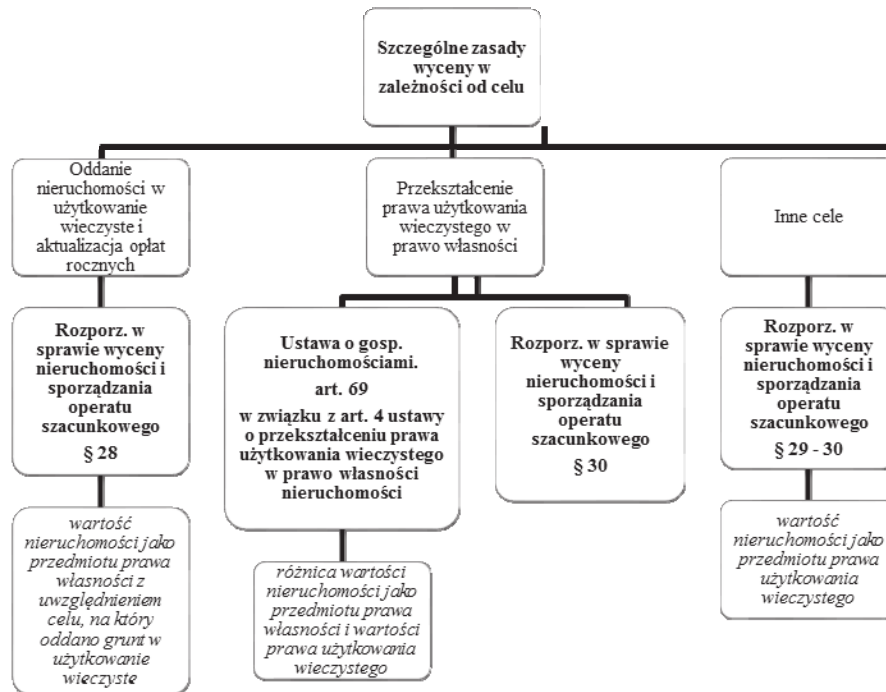 Szczególne zasady
wyceny w
zależności od celu
Oddanie
nieruchomości w
użytkowanie
wieczyste i
aktualizacja opłat
rocznych
Przekształcenie
prawa użytkowania
wieczystego w
prawo własności
Inne cele
Rozporz. w
sprawie wyceny
nieruchomości i
sporządzania
operatu
szacunkowego
§ 28
Ustawa o gosp.
nieruchomościami.
art. 69
w związku z art. 4 ustawy
o przekształceniu prawa
użytkowania wieczystego
w prawo własności
nieruchomości
Rozporz. w sprawie
wyceny
nieruchomości i
sporządzania
operatu
szacunkowego
§ 30
Rozporz. w
sprawie wyceny
nieruchomości i
sporządzania
operatu
szacunkowego
§ 29 - 30
wartość
nieruchomości jako
przedmiotu prawa
własności z
uwzględnieniem
celu, na który
oddano grunt w
użytkowanie
wieczyste
różnica wartości
nieruchomości jako
przedmiotu prawa
własności i wartości
prawa użytkowania
wieczystego
wartość
nieruchomości jako
przedmiotu prawa
użytkowania
wieczystego